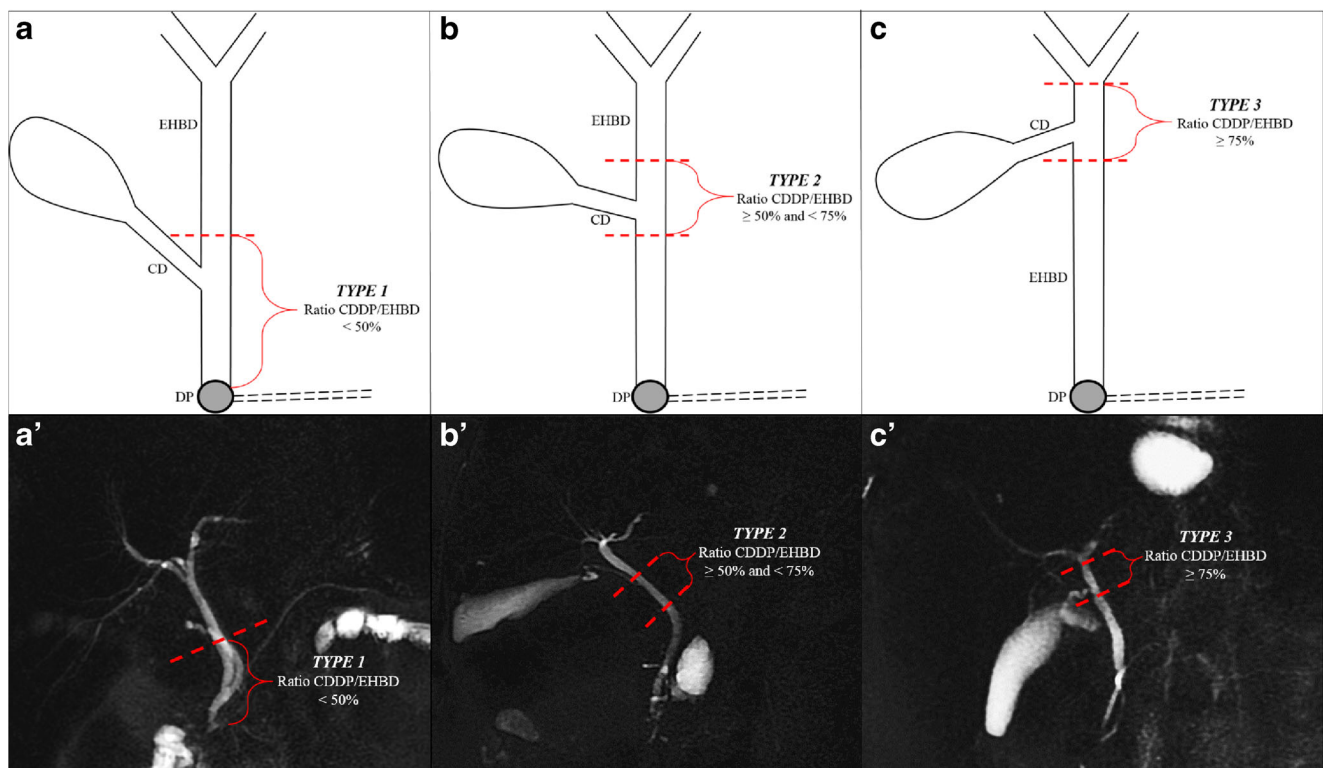 a
EHBD
CD
TYPE 1
Ratio CDDP/EHBD
< 50%
DP
b
EHBD
TYPE 2
Ratio CDDP/EHBD
≥ 50% and < 75%
CD
DP
c
TYPE 3
Ratio CDDP/EHBD
≥ 75%
CD
EHBD
DP
a’
TYPE 1
Ratio CDDP/EHBD
< 50%
b’
TYPE 2
Ratio CDDP/EHBD
≥ 50% and < 75%
c’
TYPE 3
Ratio CDDP/EHBD
≥ 75%